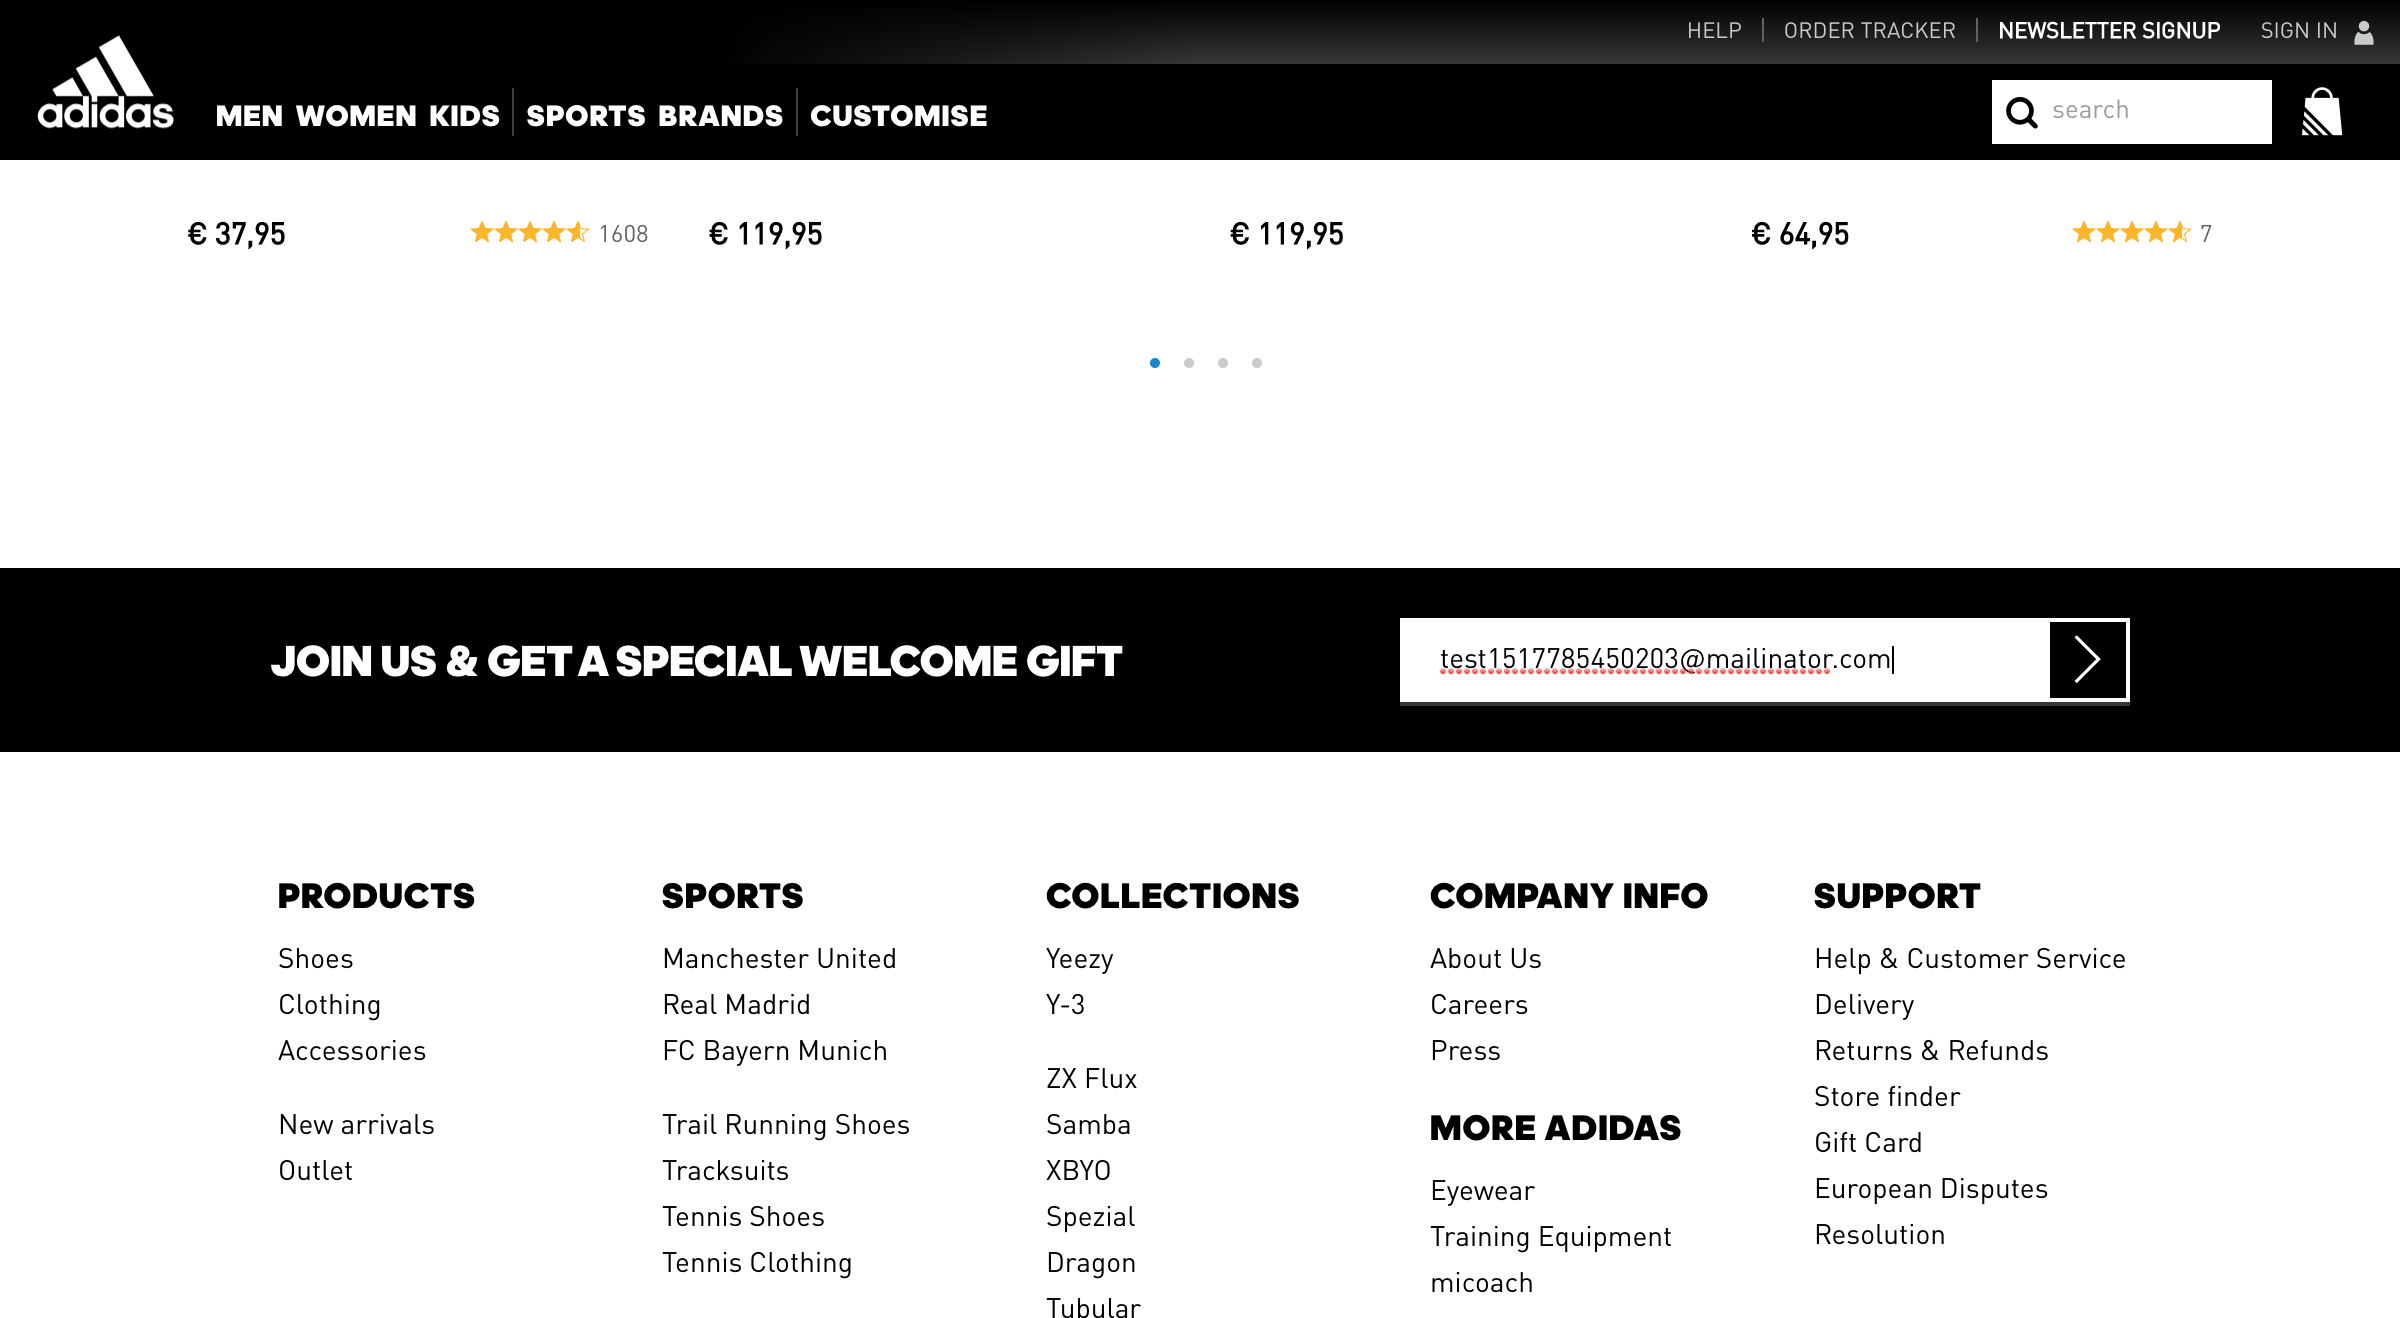 HELP ORDER TRACKER NEWSLETTER SIGNUP SIGN IN
adidas
MEN WOMEN KIDS SPORTS BRANDS CUSTOMISE
search
€ 37,95 1608 € 119,95 € 119,95 € 64,95 7
JOIN US & GET A SPECIAL WELCOME GIFT
test1517785450203@mailinator.com
PRODUCTS
Shoes
Clothing
Accessories
New arrivals
Outlet
SPORTS
Manchester United
Real Madrid
FC Bayern Munich
Trail Running Shoes
Tracksuits
Tennis Shoes
Tennis Clothing
COLLECTIONS
Yeezy
Y-3
ZX Flux
Samba
XBYO
Spezial
Dragon
Tubular
COMPANY INFO
About Us
Careers
Press
MORE ADIDAS
Eyewear
Training Equipment
micoach
SUPPORT
Help & Customer Service
Delivery
Returns & Refunds
Store finder
Gift Card
European Disputes
Resolution